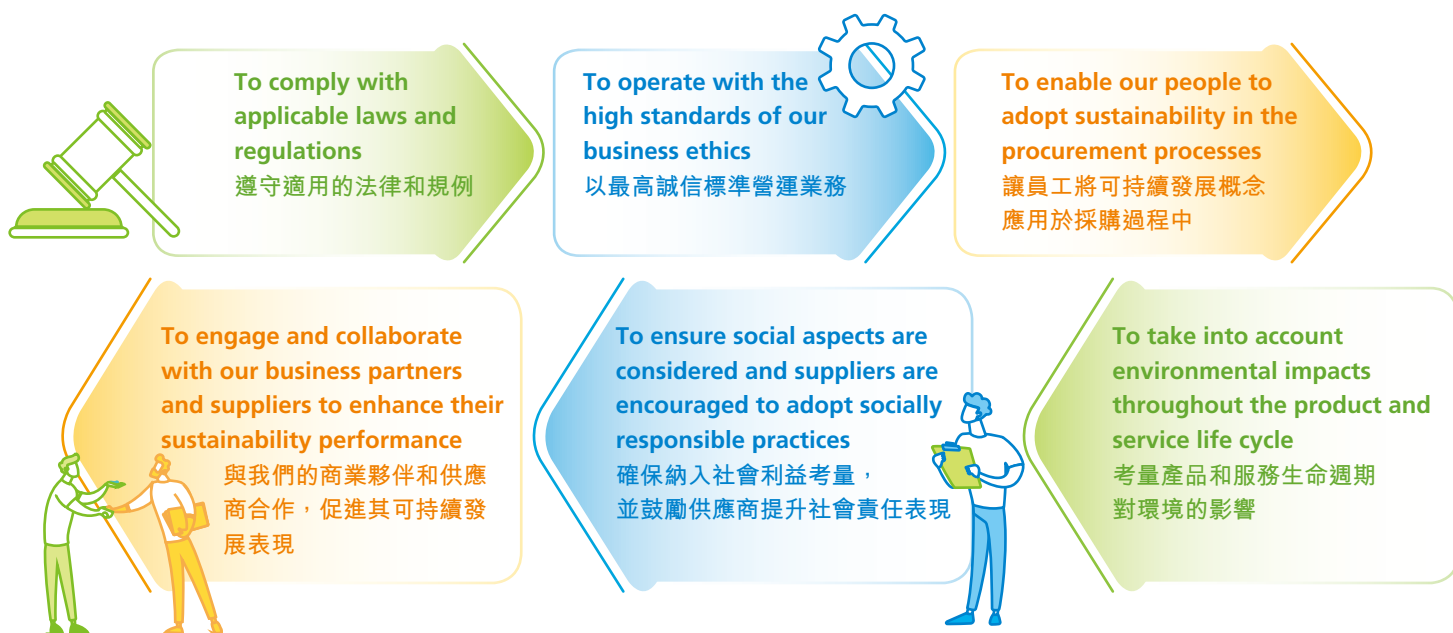 To comply with
applicable laws and
regulations
遵守適用的法律和規例
To operate with the
high standards of our
business ethics
以最高誠信標準營運業務
To enable our people to
adopt sustainability in the
procurement processes
讓員工將可持續發展概念
應用於採購過程中
To engage and collaborate
with our business partners
and suppliers to enhance their
sustainability performance
與我們的商業夥伴和供應
商合作，促進其可持續發
展表現
To ensure social aspects are
considered and suppliers are
encouraged to adopt socially
responsible practices
確保納入社會利益考量，
並鼓勵供應商提升社會責任表現
To take into account
environmental impacts
throughout the product and
service life cycle
考量產品和服務生命週期
對環境的影響